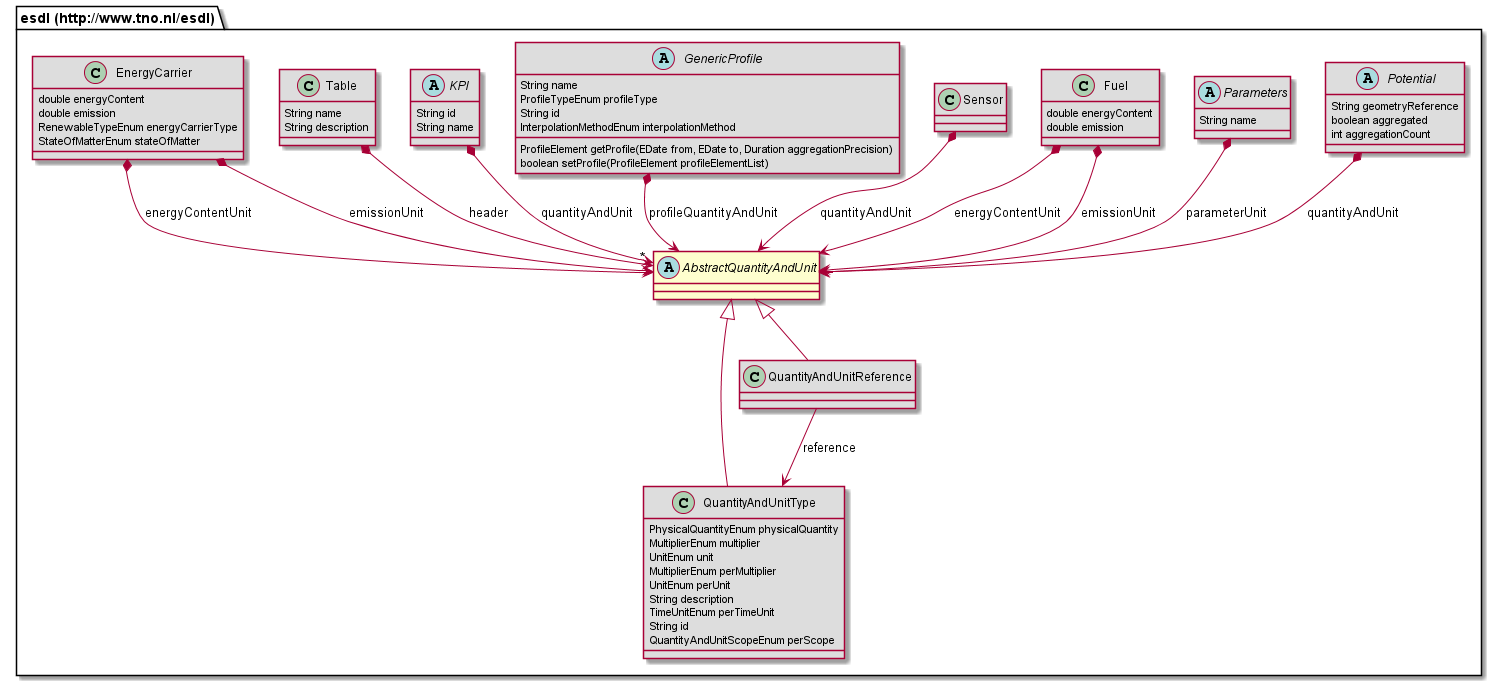 esdl (http://www.tno.nl/esdl)
C EnergyCarrier
double energyContent
double emission
RenewableTypeEnum energyCarrierType
StateOfMatterEnum stateOfMatter
C Table
String name
String description
A KPI
String id
String name
A GenericProfile
String name
ProfileTypeEnum profileType
String id
InterpolationMethodEnum interpolationMethod
ProfileElement getProfile(EDate from, EDate to, Duration aggregationPrecision)
boolean setProfile(ProfileElement profileElementList)
C Sensor
C Fuel
double energyContent
double emission
A Parameters
String name
A Potential
String geometryReference
boolean aggregated
int aggregationCount
energyContentUnit
emissionUnit
header
quantityAndUnit
profileQuantityAndUnit
quantityAndUnit
energyContentUnit
emissionUnit
parameterUnit
quantityAndUnit
*
A AbstractQuantityAndUnit
C QuantityAndUnitReference
reference
C QuantityAndUnitType
PhysicalQuantityEnum physicalQuantity
MultiplierEnum multiplier
UnitEnum unit
MultiplierEnum perMultiplier
UnitEnum perUnit
String description
TimeUnitEnum perTimeUnit
String id
QuantityAndUnitScopeEnum perScope